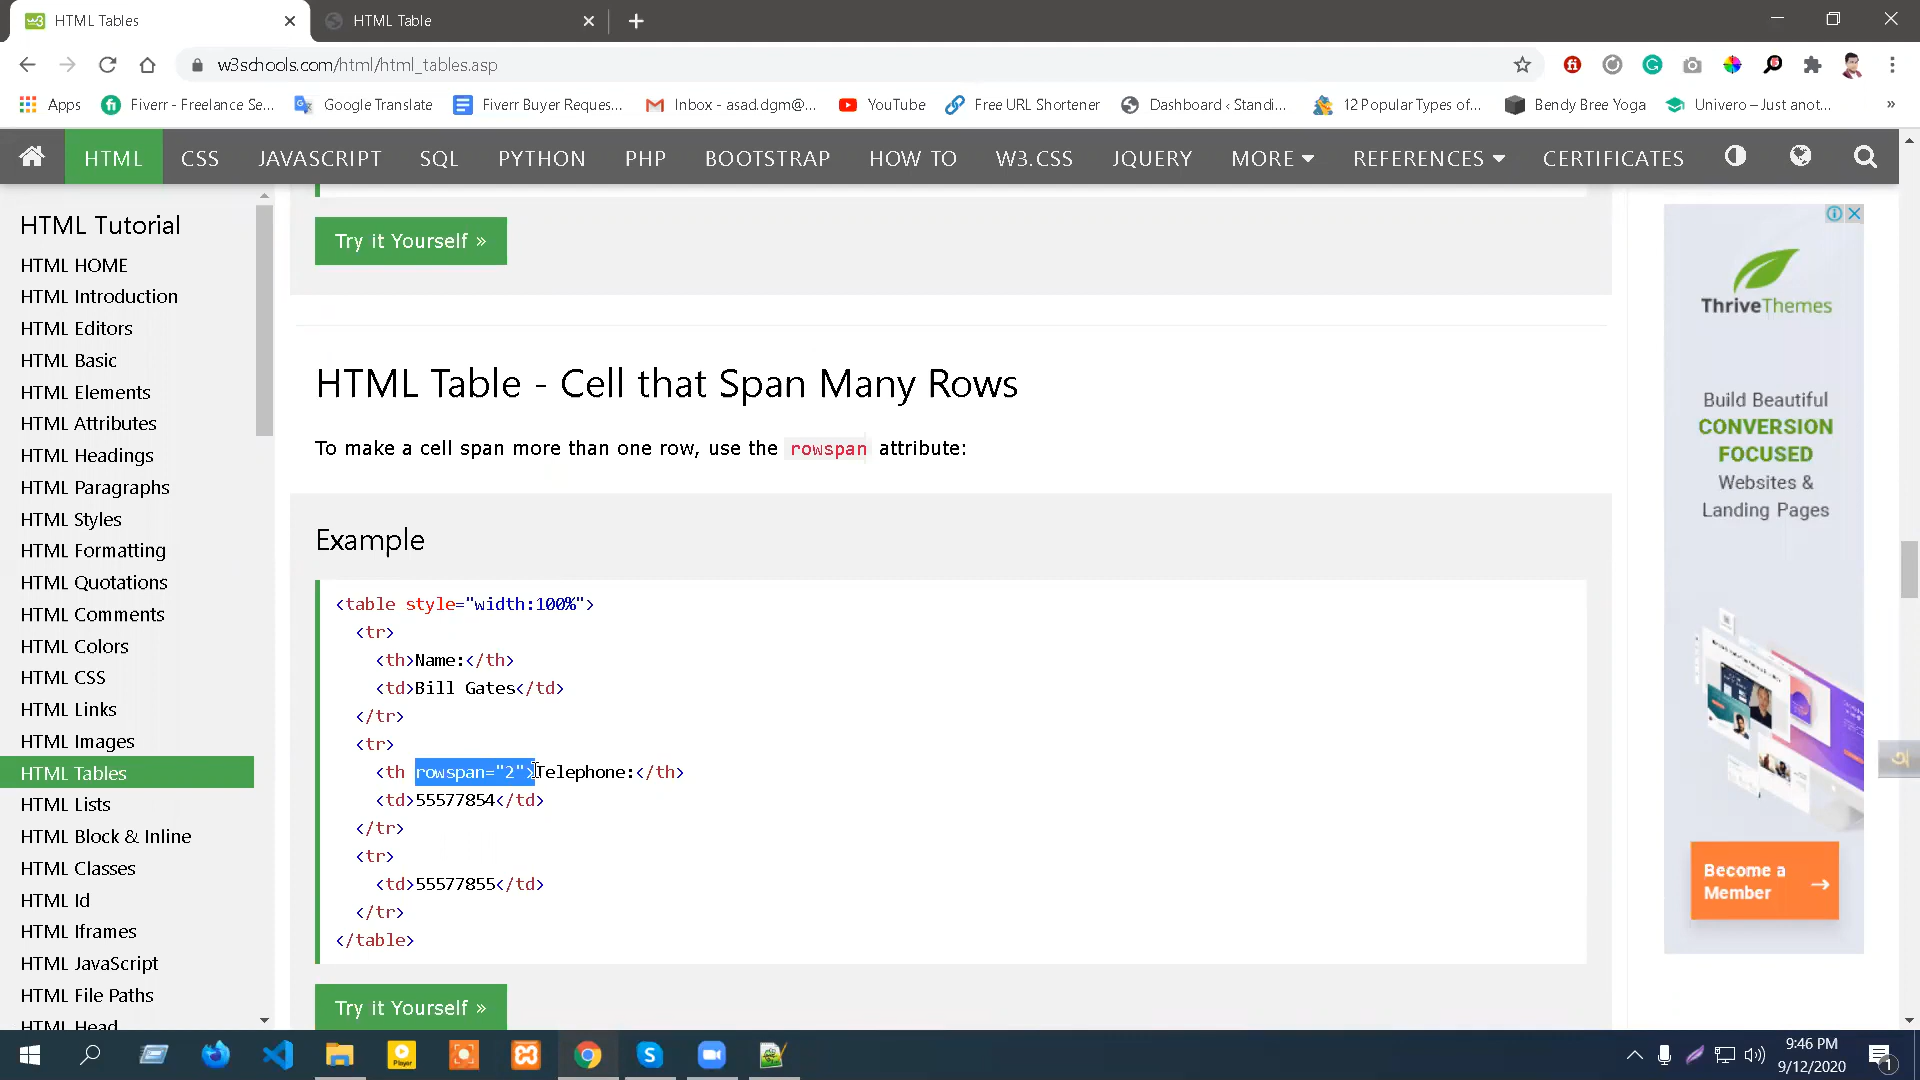 HTML Tables
HTML Table
w3schools.com/html/html_tables.asp
Apps
Fiverr - Freelance Se...
Google Translate
Fiverr Buyer Reques...
Inbox - asad.dgm@...
YouTube
Free URL Shortener
Dashboard ‹ Standi...
12 Popular Types of...
Bendy Bree Yoga
Univero – Just anot...
»
HTML
CSS
JAVASCRIPT
SQL
PYTHON
PHP
BOOTSTRAP
HOW TO
W3.CSS
JQUERY
MORE
REFERENCES
CERTIFICATES
HTML Tutorial
HTML HOME
HTML Introduction
HTML Editors
HTML Basic
HTML Elements
HTML Attributes
HTML Headings
HTML Paragraphs
HTML Styles
HTML Formatting
HTML Quotations
HTML Comments
HTML Colors
HTML CSS
HTML Links
HTML Images
HTML Tables
HTML Lists
HTML Block & Inline
HTML Classes
HTML Id
HTML Iframes
HTML JavaScript
HTML File Paths
HTML Head
Try it Yourself »
HTML Table - Cell that Span Many Rows
To make a cell span more than one row, use the rowspan attribute:
Example
<table style="width:100%">
<tr>
<th>Name:</th>
<td>Bill Gates</td>
</tr>
<tr>
<th rowspan="2">Telephone:</th>
<td>55577854</td>
</tr>
<tr>
<td>55577855</td>
</tr>
</table>
Try it Yourself »
ThriveThemes
Build Beautiful
CONVERSION
FOCUSED
Websites &
Landing Pages
Become a
Member
অ
Player
9:46 PM
9/12/2020
1